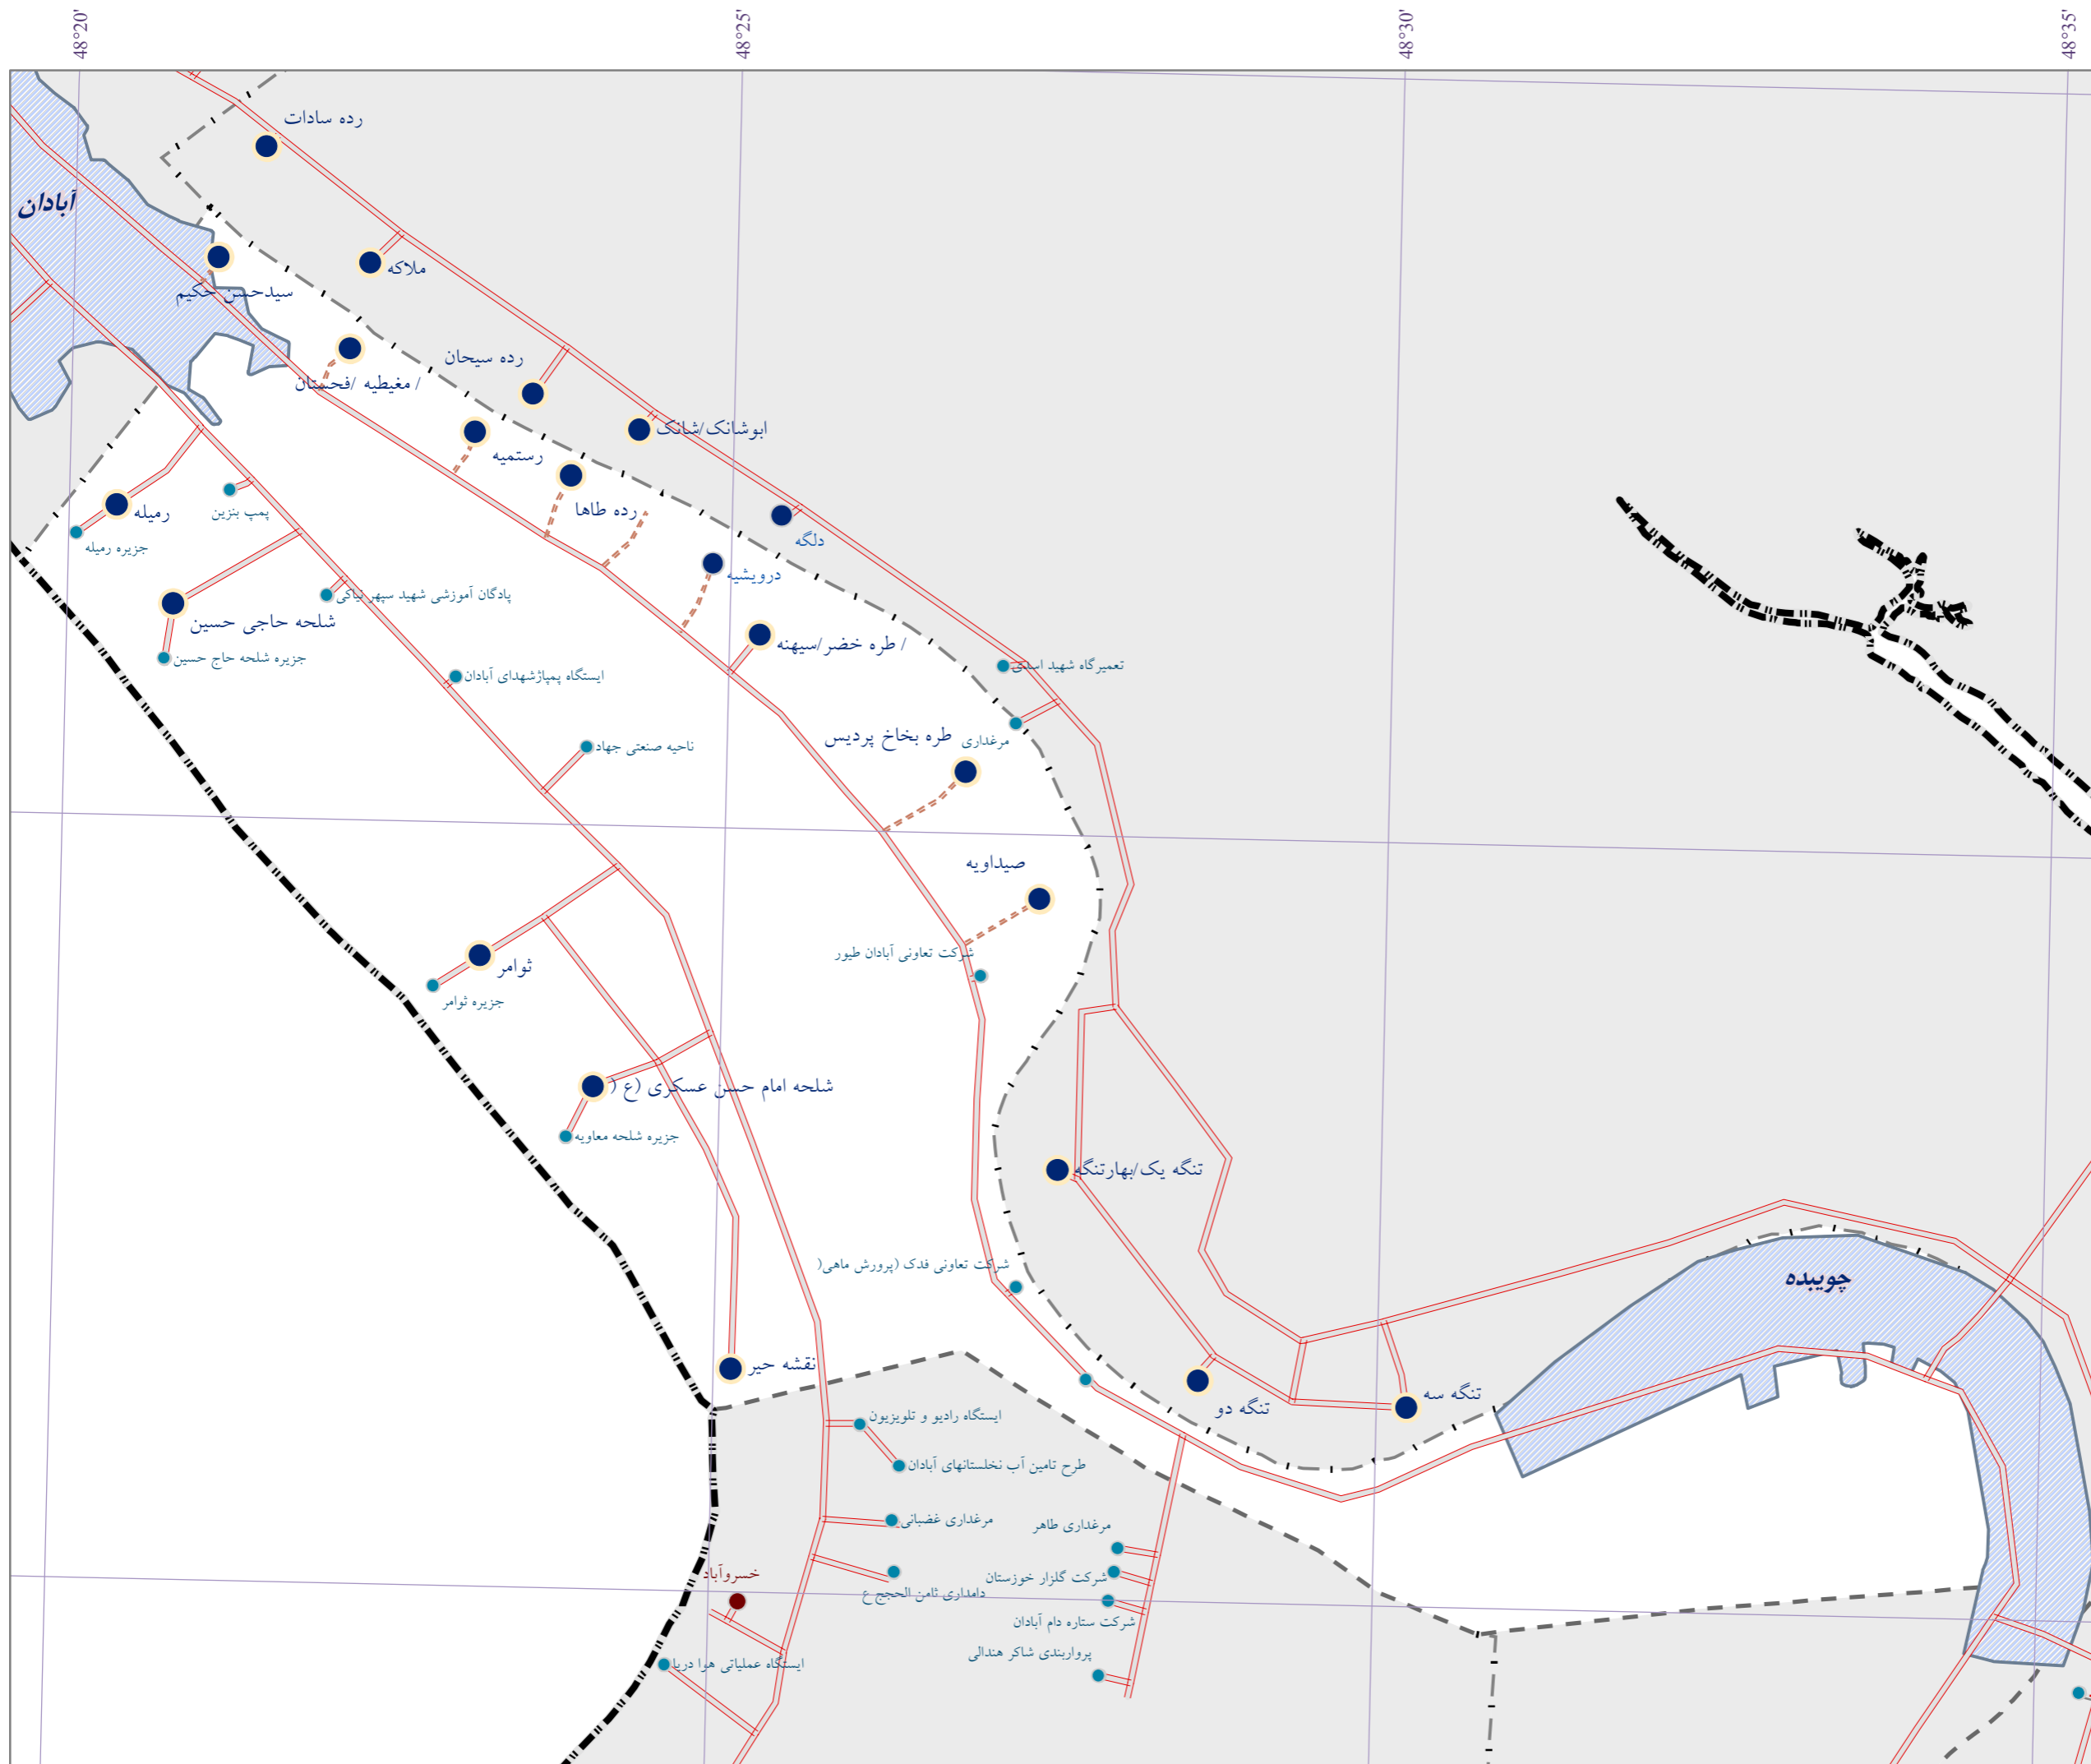 48°20'
48°25'
48°30'
48°35'
رده سادات
آبادان
ملاکه
سیدحسن حکیم
رده سیحان
مغیطیه /فحستان /
ابوشانک/شانک
رستمیه
رمیله
پمپ بنزین
رده طاها
دلگه
جزیره رمیله
درویشیه
پادگان آموزشی شهید سپهر نیاکی
شلحه حاجی حسین
طره خضر/سیهنه /
جزیره شلحه حاج حسین
تعمیرگاه شهید اسدی
ایستگاه پمپاژشهدای آبادان
طره بخاخ پردیس
مرغداری
ناحیه صنعتی جهاد
صیداویه
شرکت تعاونی آبادان طیور
ثوامر
جزیره ثوامر
شلحه امام حسن عسکری (ع (
جزیره شلحه معاویه
تنگه یک/بهارتنگه
شرکت تعاونی فدک (پرورش ماهی(
چویبده
نقشه حیر
تنگه سه
تنگه دو
ایستگاه رادیو و تلویزیون
طرح تامین آب نخلستانهای آبادان
مرغداری غضبانی
مرغداری طاهر
خسروآباد
شرکت گلزار خوزستان
دامداری ثامن الحجج ع
شرکت ستاره دام آبادان
پرواربندی شاکر هندالی
ایستگاه عملیاتی هوا دریا